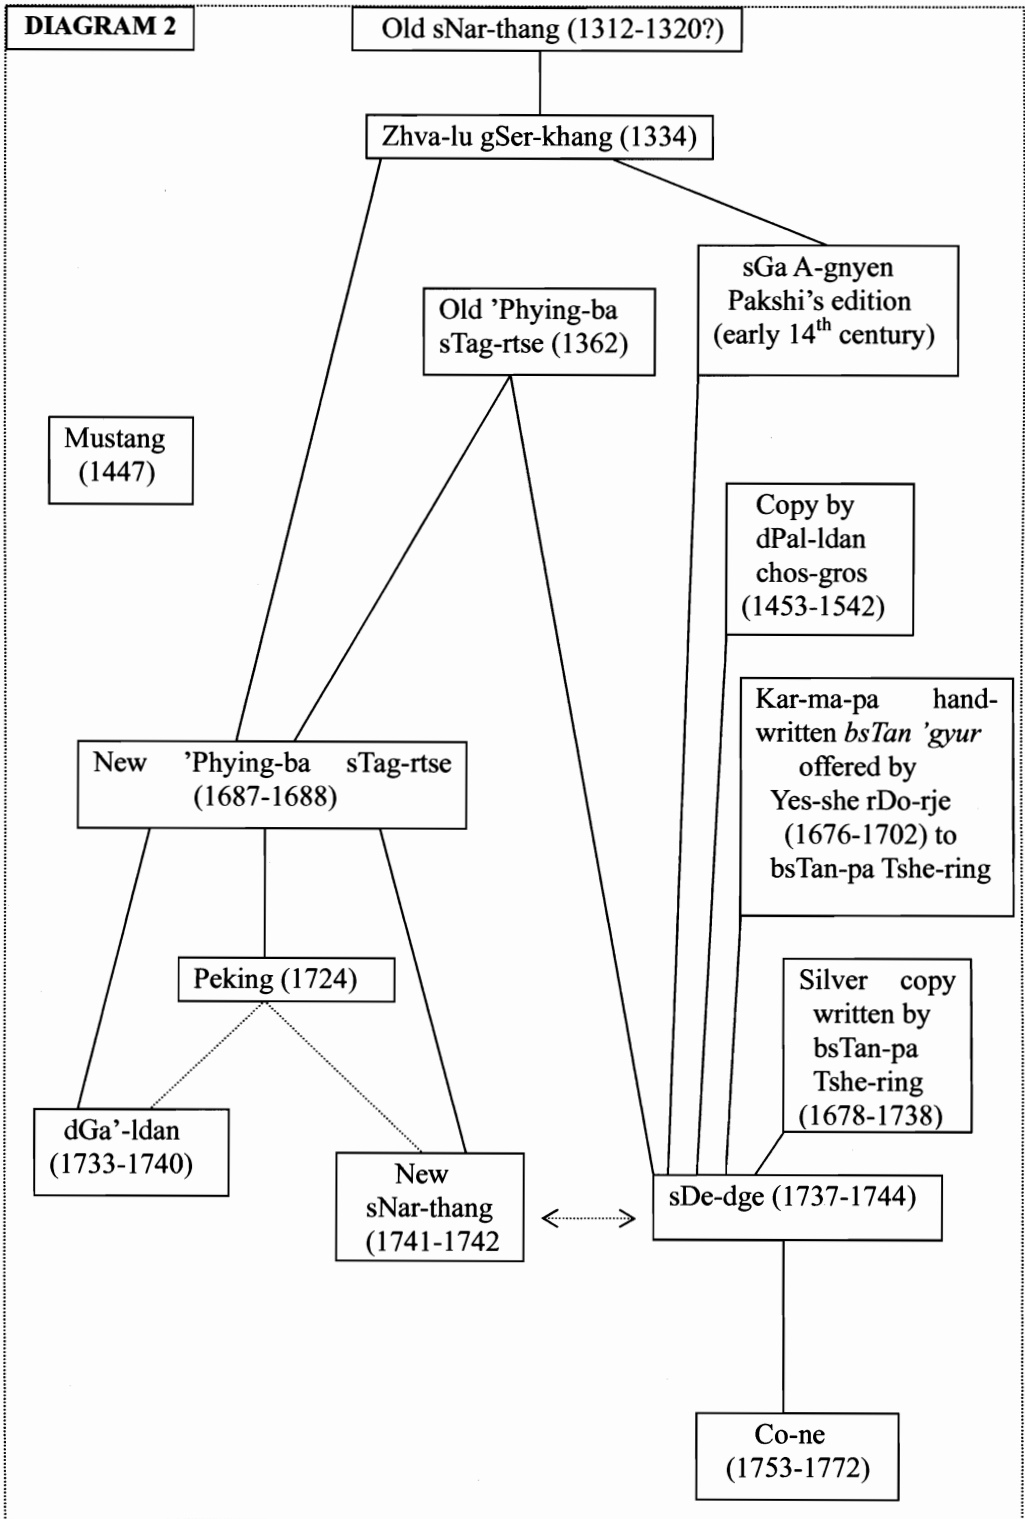 DIAGRAM 2
Old sNar-thang (1312-1320?)
Zhva-lu gSer-khang (1334)
sGa A-gnyen
Pakshi’s edition
(early 14th century)
Old ’Phying-ba
sTag-rtse (1362)
Mustang
(1447)
Copy by
dPal-ldan
chos-gros
(1453-1542)
Kar-ma-pa hand-
written bsTan ’gyur
offered by
Yes-she rDo-rje
(1676-1702) to
bsTan-pa Tshe-ring
New ’Phying-ba sTag-rtse
(1687-1688)
Peking (1724)
Silver copy
written by
bsTan-pa
Tshe-ring
(1678-1738)
dGa’-ldan
(1733-1740)
New
sNar-thang
(1741-1742
sDe-dge (1737-1744)
Co-ne
(1753-1772)